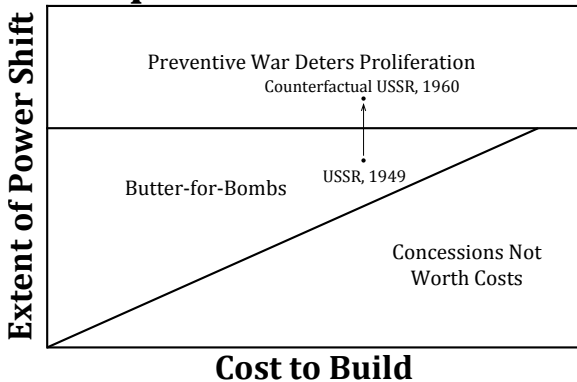 Extent of Power Shift
Preventive War Deters Proliferation
Counterfactual USSR, 1960
USSR, 1949
Butter-for-Bombs
Concessions Not
Worth Costs
Cost to Build